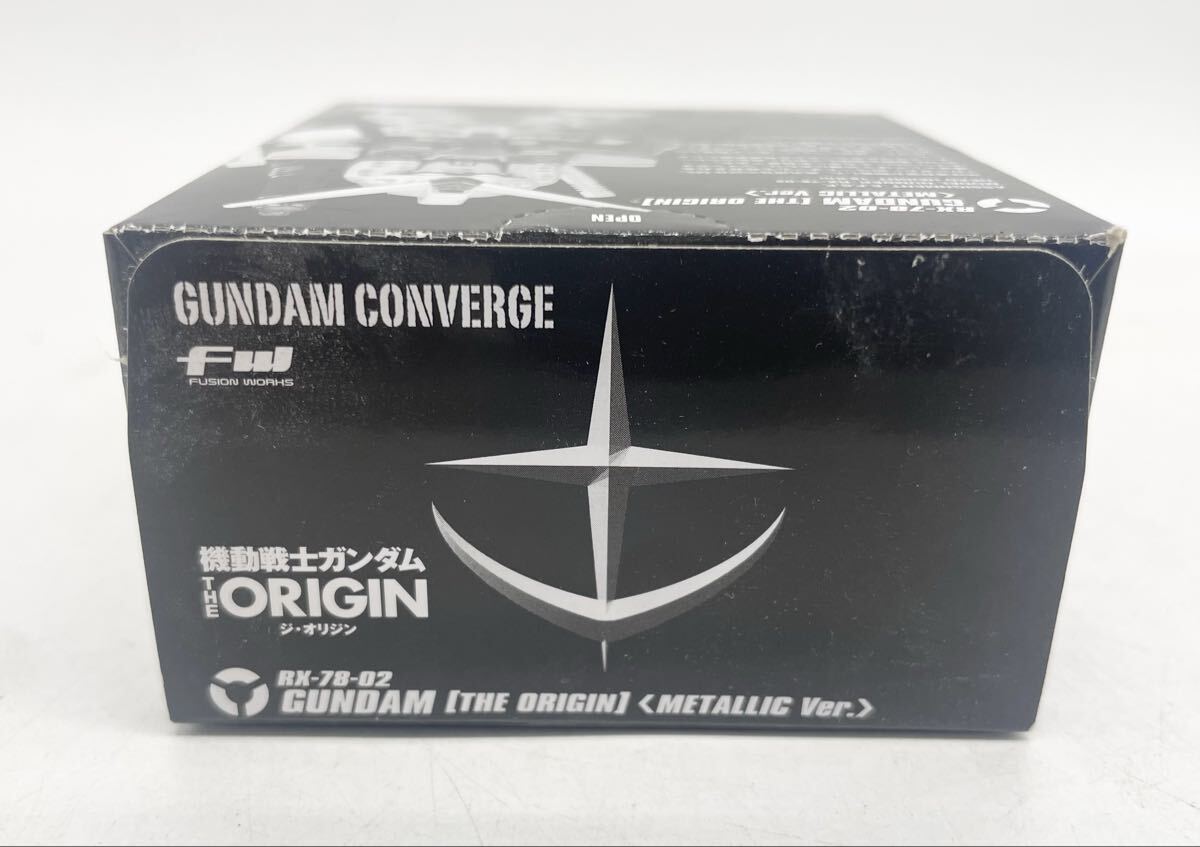 OPEN
RX-78-02
GUNDAM [THE ORIGIN]
<METALLIC Ver.>
GUNDAM CONVERGE
FW
FUSION WORKS
機動戦士ガンダム
THE ORIGIN
ジ・オリジン
RX-78-02
GUNDAM [THE ORIGIN] <METALLIC Ver.>